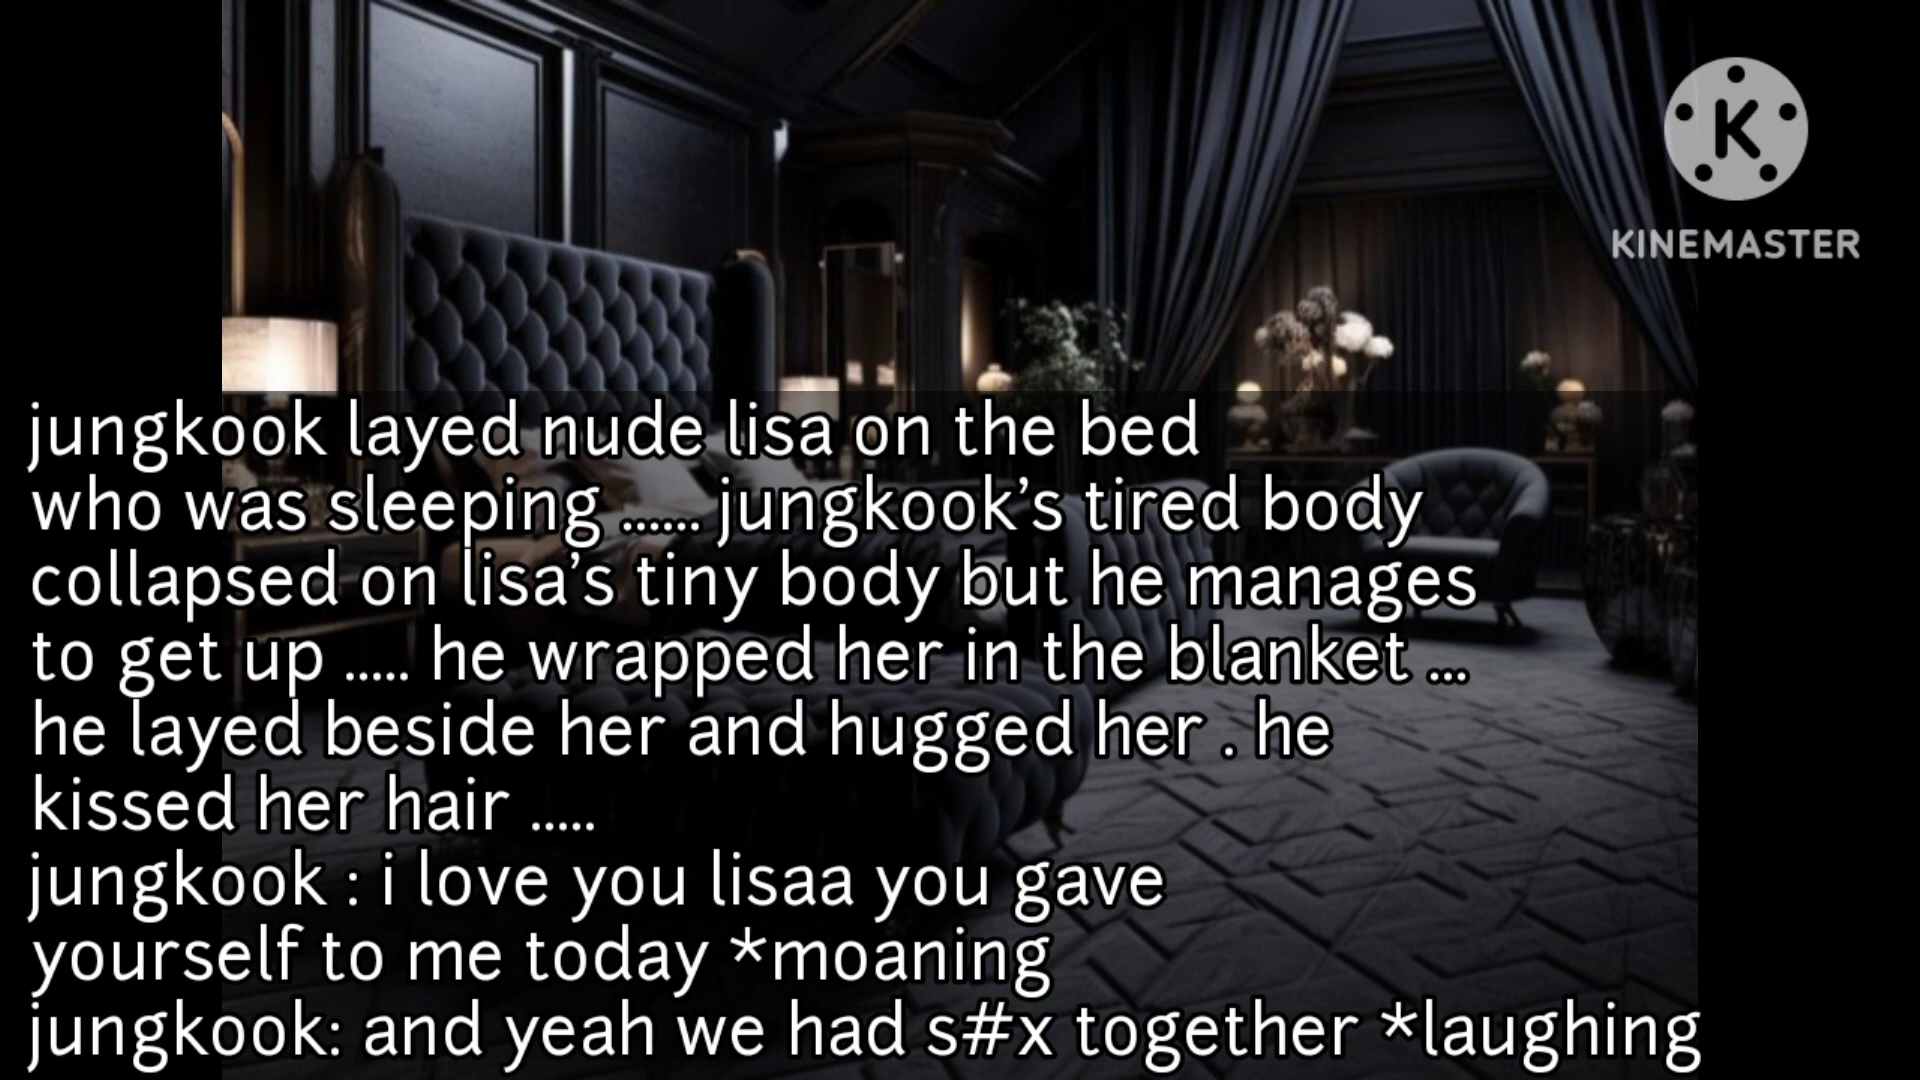 K
KINEMASTER
jungkook layed nude lisa on the bed
who was sleeping ...... jungkook's tired body
collapsed on lisa's tiny body but he manages
to get up ..... he wrapped her in the blanket ...
he layed beside her and hugged her . he
kissed her hair .....
jungkook : i love you lisaa you gave
yourself to me today *moaning
jungkook: and yeah we had s#x together *laughing